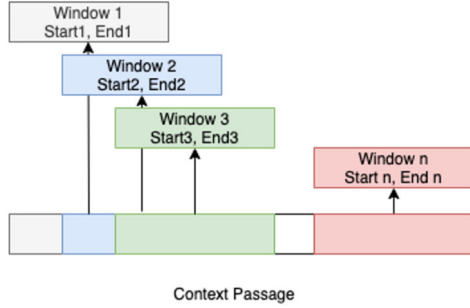 Window 1
Start1, End1
Window 2
Start2, End2
Window 3
Start3, End3
Window n
Start n, End n
Context Passage